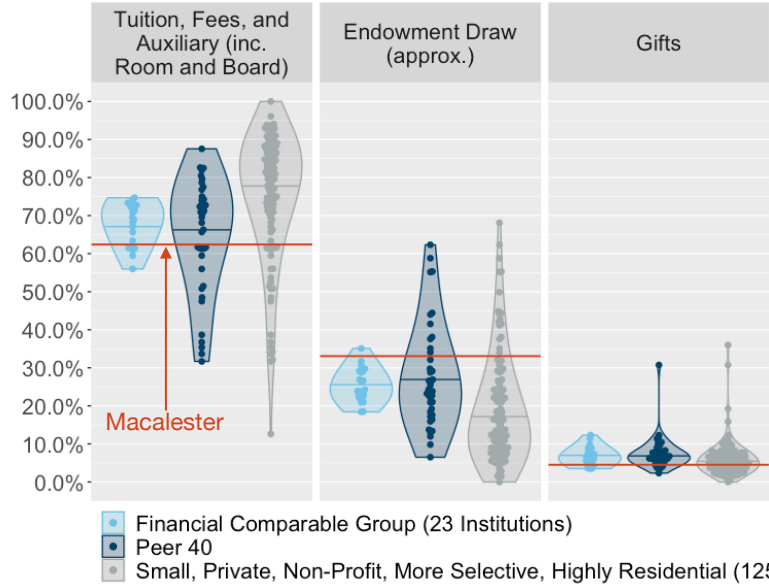 Tuition, Fees, and
Auxiliary (inc.
Room and Board)
Endowment Draw
(approx.)
Gifts
100.0%
90.0%
80.0%
70.0%
60.0%
50.0%
40.0%
30.0%
20.0%
10.0%
0.0%
Macalester
Financial Comparable Group (23 Institutions)
Peer 40
Small, Private, Non-Profit, More Selective, Highly Residential (125